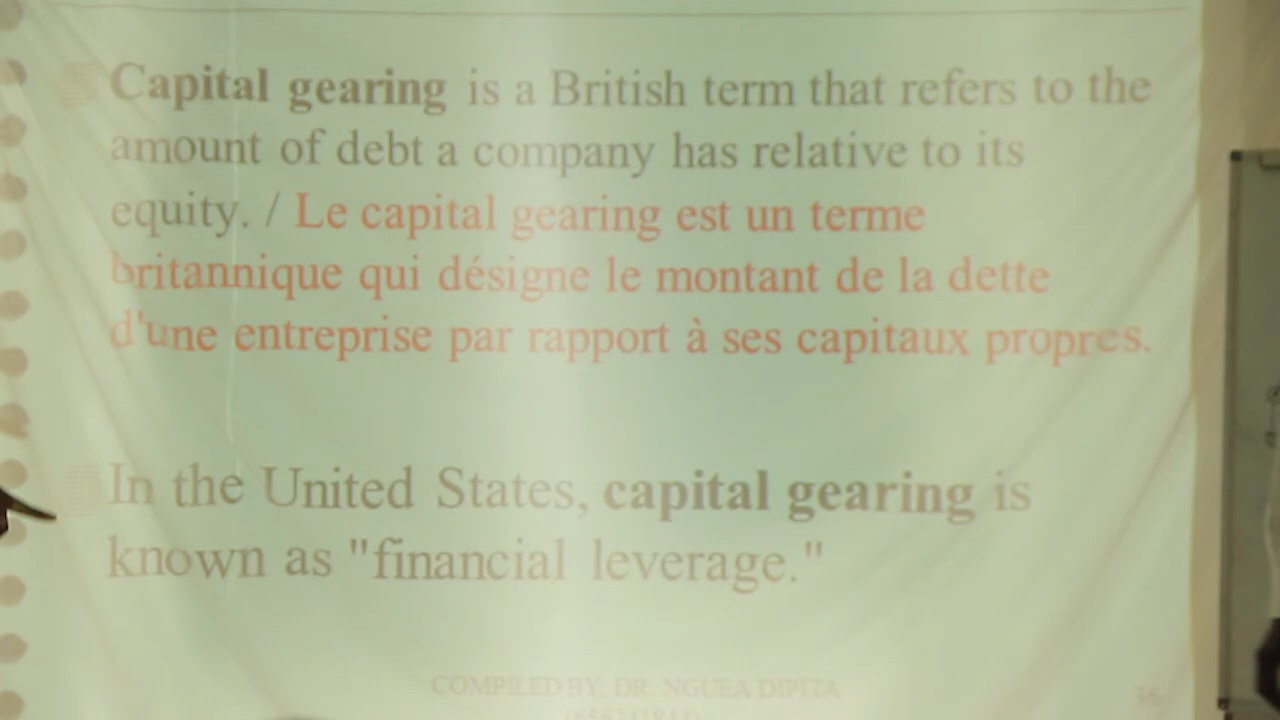 Capital gearing is a British term that refers to the
amount of debt a company has relative to its
equity. / Le capital gearing est un terme
britannique qui désigne le montant de la dette
d'une entreprise par rapport à ses capitaux propres.
In the United States, capital gearing is
known as "financial leverage."
COMPILED BY: DR. NGUEA DIPITA